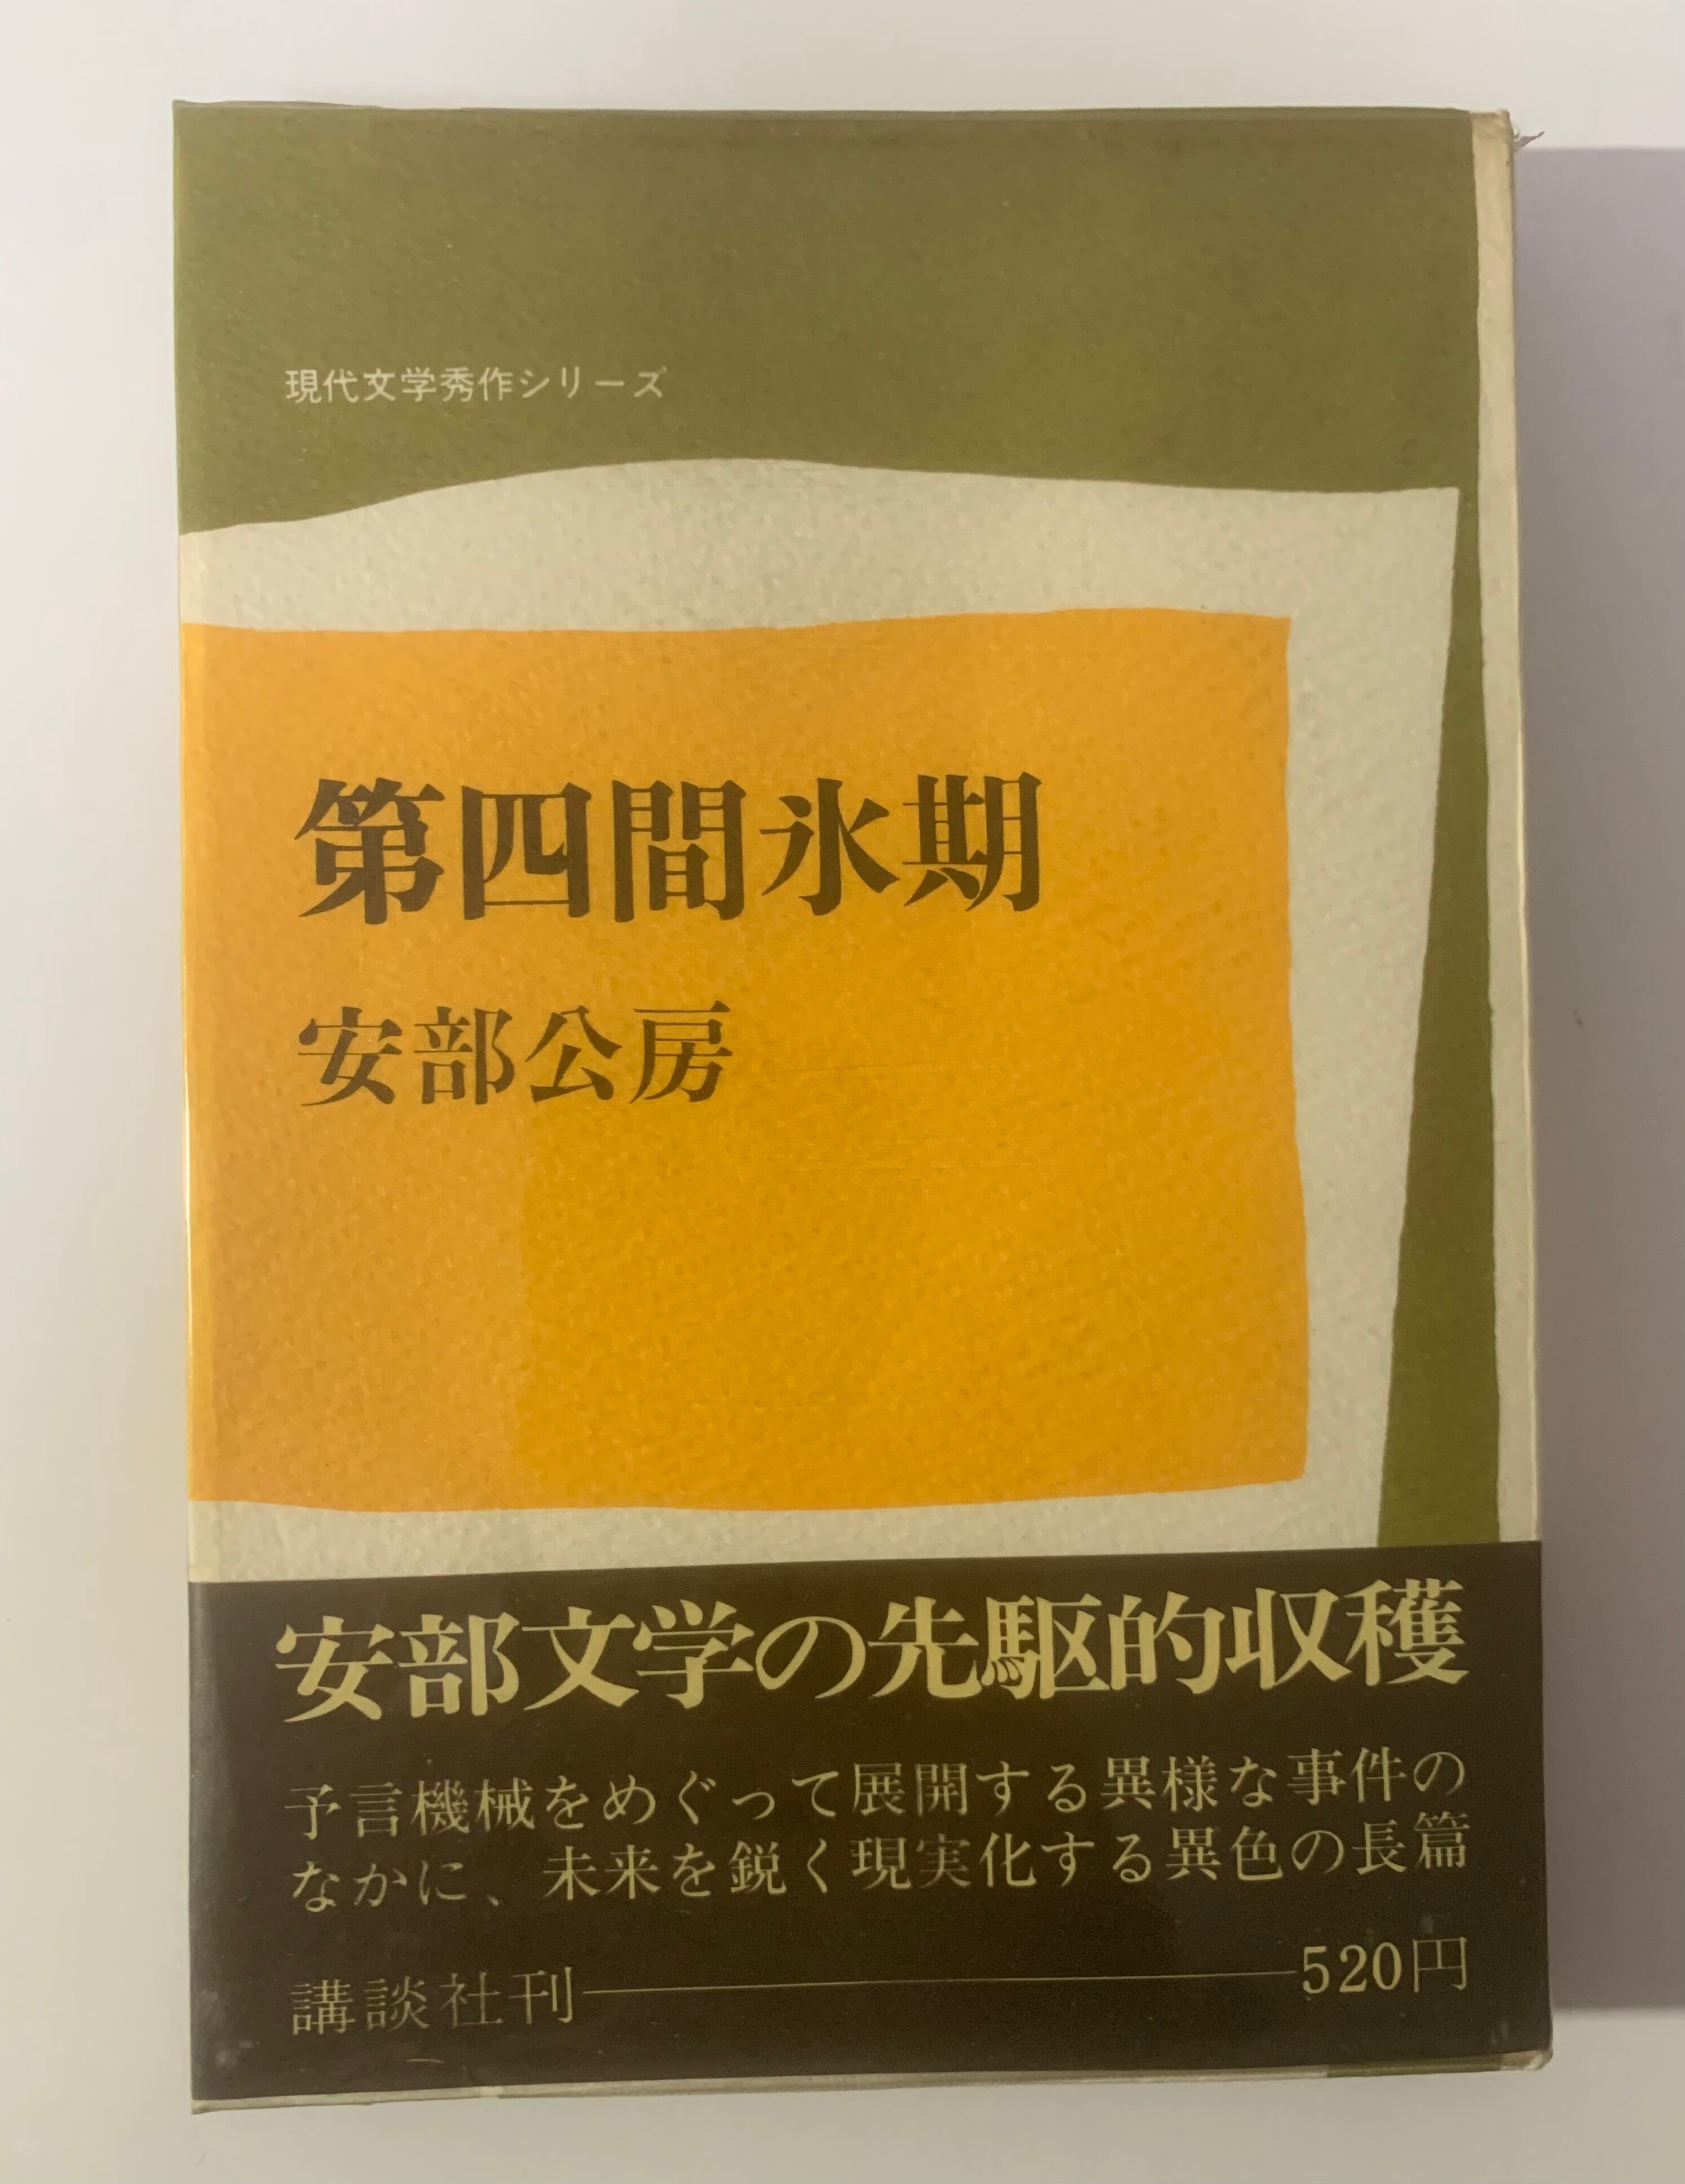 現代文学秀作シリーズ
第四間氷期
安部公房
安部文学の先駆的収穫
予言機械をめぐって展開する異様な事件の
なかに、未来を鋭く現実化する異色の長篇
講談社刊――520円